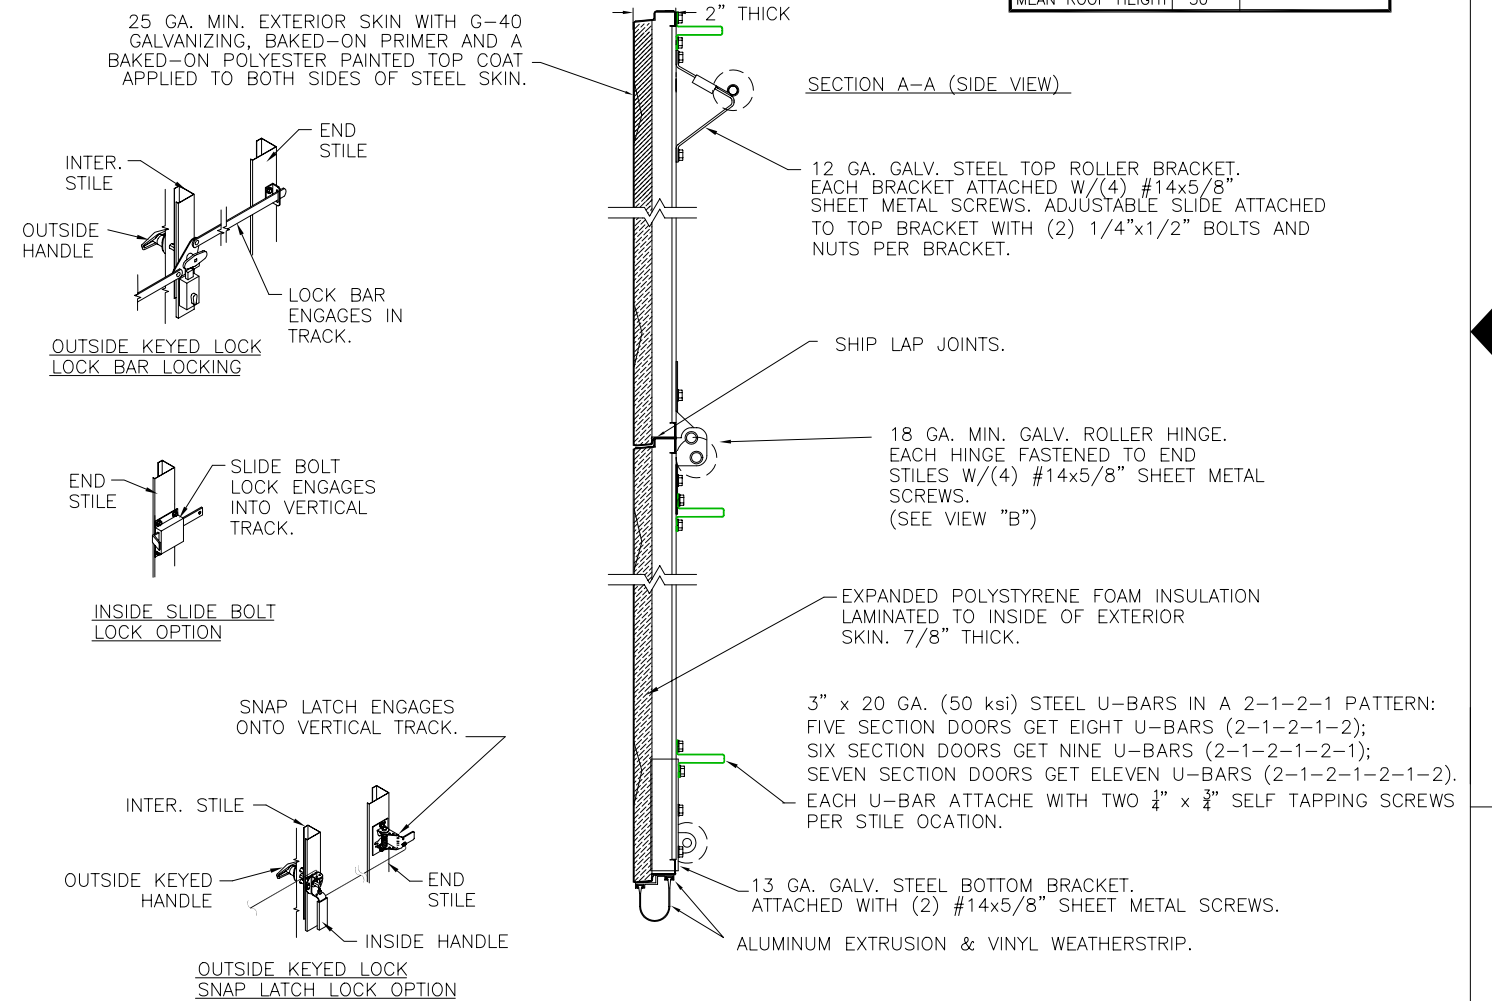 MEAN ROOF HEIGHT 30'
25 GA. MIN. EXTERIOR SKIN WITH G-40
GALVANIZING, BAKED-ON PRIMER AND A
BAKED-ON POLYESTER PAINTED TOP COAT
APPLIED TO BOTH SIDES OF STEEL SKIN.
2" THICK
SECTION A-A (SIDE VIEW)
12 GA. GALV. STEEL TOP ROLLER BRACKET.
EACH BRACKET ATTACHED W/(4) #14x5/8"
SHEET METAL SCREWS. ADJUSTABLE SLIDE ATTACHED
TO TOP BRACKET WITH (2) 1/4"x1/2" BOLTS AND
NUTS PER BRACKET.
END
STILE
INTER.
STILE
OUTSIDE
HANDLE
LOCK BAR
ENGAGES IN
TRACK.
OUTSIDE KEYED LOCK
LOCK BAR LOCKING
SHIP LAP JOINTS.
18 GA. MIN. GALV. ROLLER HINGE.
EACH HINGE FASTENED TO END
STILES W/(4) #14x5/8" SHEET METAL
SCREWS.
(SEE VIEW "B")
END
STILE
SLIDE BOLT
LOCK ENGAGES
INTO VERTICAL
TRACK.
INSIDE SLIDE BOLT
LOCK OPTION
EXPANDED POLYSTYRENE FOAM INSULATION
LAMINATED TO INSIDE OF EXTERIOR
SKIN. 7/8" THICK.
3" x 20 GA. (50 ksi) STEEL U-BARS IN A 2-1-2-1 PATTERN:
FIVE SECTION DOORS GET EIGHT U-BARS (2-1-2-1-2);
SIX SECTION DOORS GET NINE U-BARS (2-1-2-1-2-1);
SEVEN SECTION DOORS GET ELEVEN U-BARS (2-1-2-1-2-1-2).
EACH U-BAR ATTACHE WITH TWO 1/4" x 3/4" SELF TAPPING SCREWS
PER STILE OCATION.
SNAP LATCH ENGAGES
ONTO VERTICAL TRACK.
INTER. STILE
OUTSIDE KEYED
HANDLE
END
STILE
INSIDE HANDLE
OUTSIDE KEYED LOCK
SNAP LATCH LOCK OPTION
13 GA. GALV. STEEL BOTTOM BRACKET.
ATTACHED WITH (2) #14x5/8" SHEET METAL SCREWS.
ALUMINUM EXTRUSION & VINYL WEATHERSTRIP.